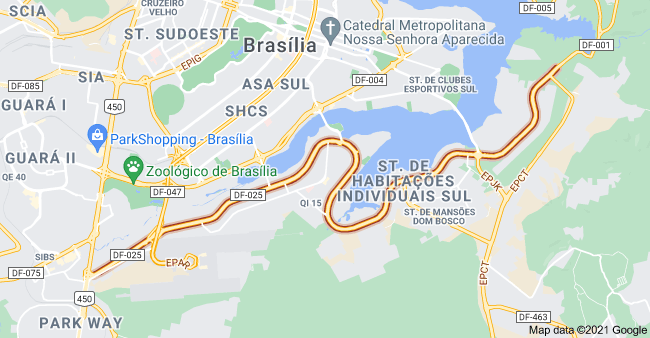 SCIA
CRUZEIRO
VELHO
ST. SUDOESTE
EPIG
SIA
DF-085
GUARÁ I
450
ParkShopping - Brasília
GUARÁ II
QE 40
Zoológico de Brasília
DF-047
DF-025
SIBS
DF-075
DF-025
EPAR
450
PARK WAY
Brasília
Catedral Metropolitana
Nossa Senhora Aparecida
ASA SUL
SHCS
DF-004
ST. DE CLUBES
ESPORTIVOS SUL
QI 15
ST. DE
HABITAÇÕES
INDIVIDUAIS SUL
ST. DE MANSÕES
DOM BOSCO
EPJK
EPCT
EPCT
DF-005
DF-001
DF-463
Map data ©2021 Google